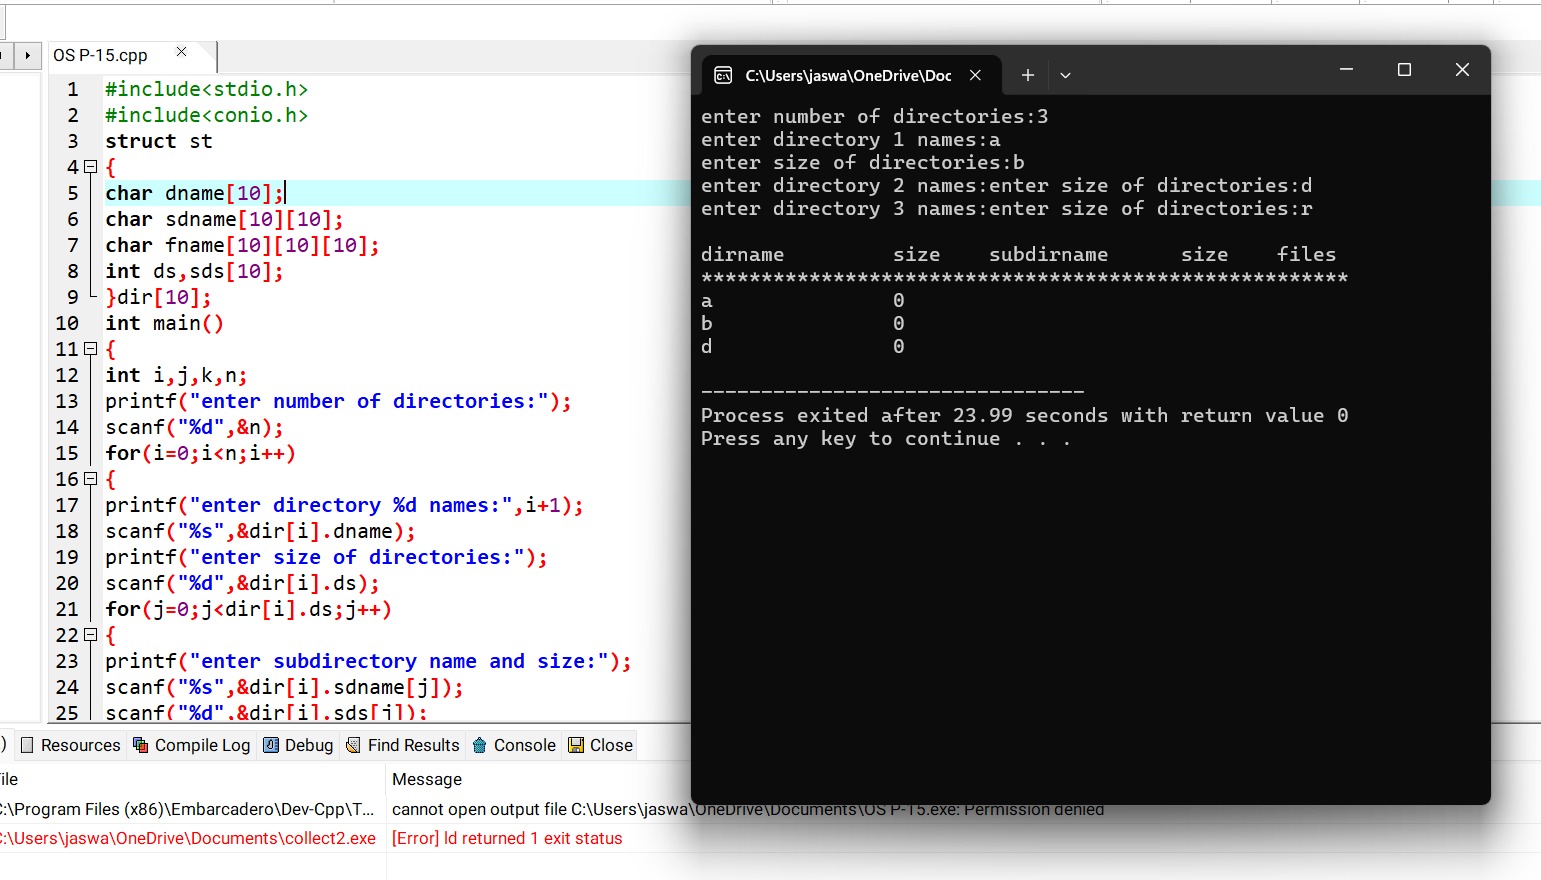 OS P-15.cpp
1 #include<stdio.h>
2 #include<conio.h>
3 struct st
4 {
5 char dname[10];
6 char sdname[10][10];
7 char fname[10][10][10];
8 int ds,sds[10];
9 }dir[10];
10 int main()
11 {
12 int i,j,k,n;
13 printf("enter number of directories:");
14 scanf("%d",&n);
15 for(i=0;i<n;i++)
16 {
17 printf("enter directory %d names:",i+1);
18 scanf("%s",&dir[i].dname);
19 printf("enter size of directories:");
20 scanf("%d",&dir[i].ds);
21 for(j=0;j<dir[i].ds;j++)
22 {
23 printf("enter subdirectory name and size:");
24 scanf("%s",&dir[i].sdname[j]);
25 scanf("%d",&dir[i].sds[j]);
C:\Users\jaswa\OneDrive\Doc
enter number of directories:3
enter directory 1 names:a
enter size of directories:b
enter directory 2 names:enter size of directories:d
enter directory 3 names:enter size of directories:r
dirname size subdirname size files
******************************************************
a 0
b 0
d 0
--------------------------------
Process exited after 23.99 seconds with return value 0
Press any key to continue . . .
) Resources Compile Log Debug Find Results Console Close
ile Message
:\Program Files (x86)\Embarcadero\Dev-Cpp\T... cannot open output file C:\Users\jaswa\OneDrive\Documents\OS P-15.exe: Permission denied
:\Users\jaswa\OneDrive\Documents\collect2.exe [Error] ld returned 1 exit status